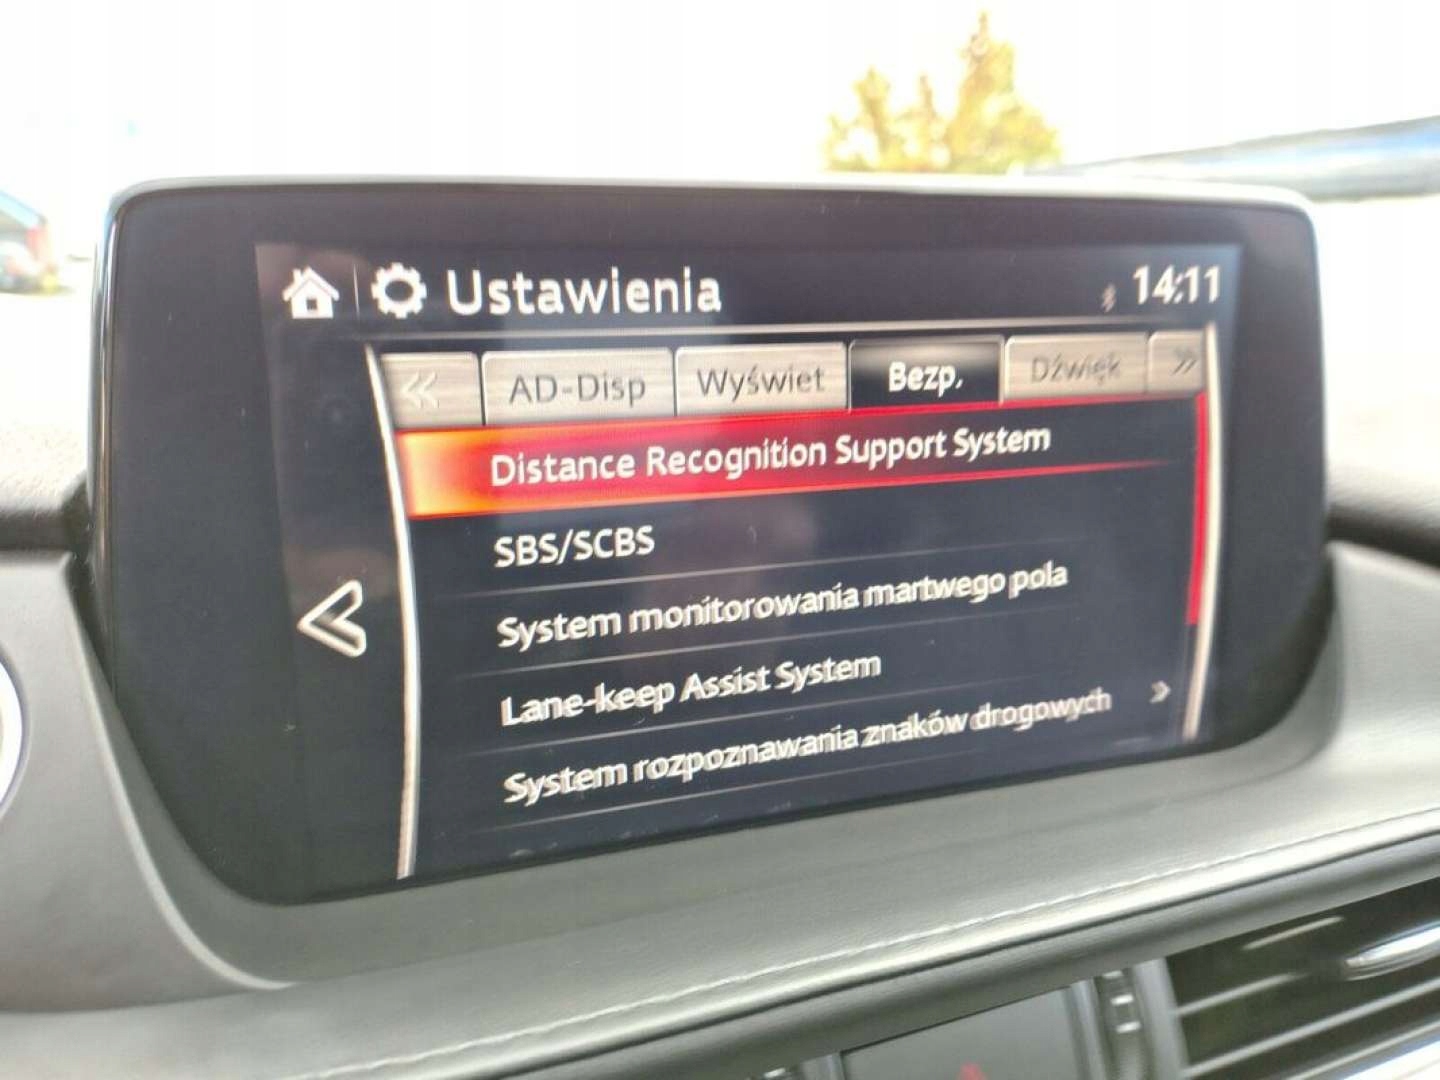 Ustawienia 14:11
AD-Disp Wyświet Bezp. Dźwięk
Distance Recognition Support System
SBS/SCBS
System monitorowania martwego pola
Lane-keep Assist System
System rozpoznawania znaków drogowych